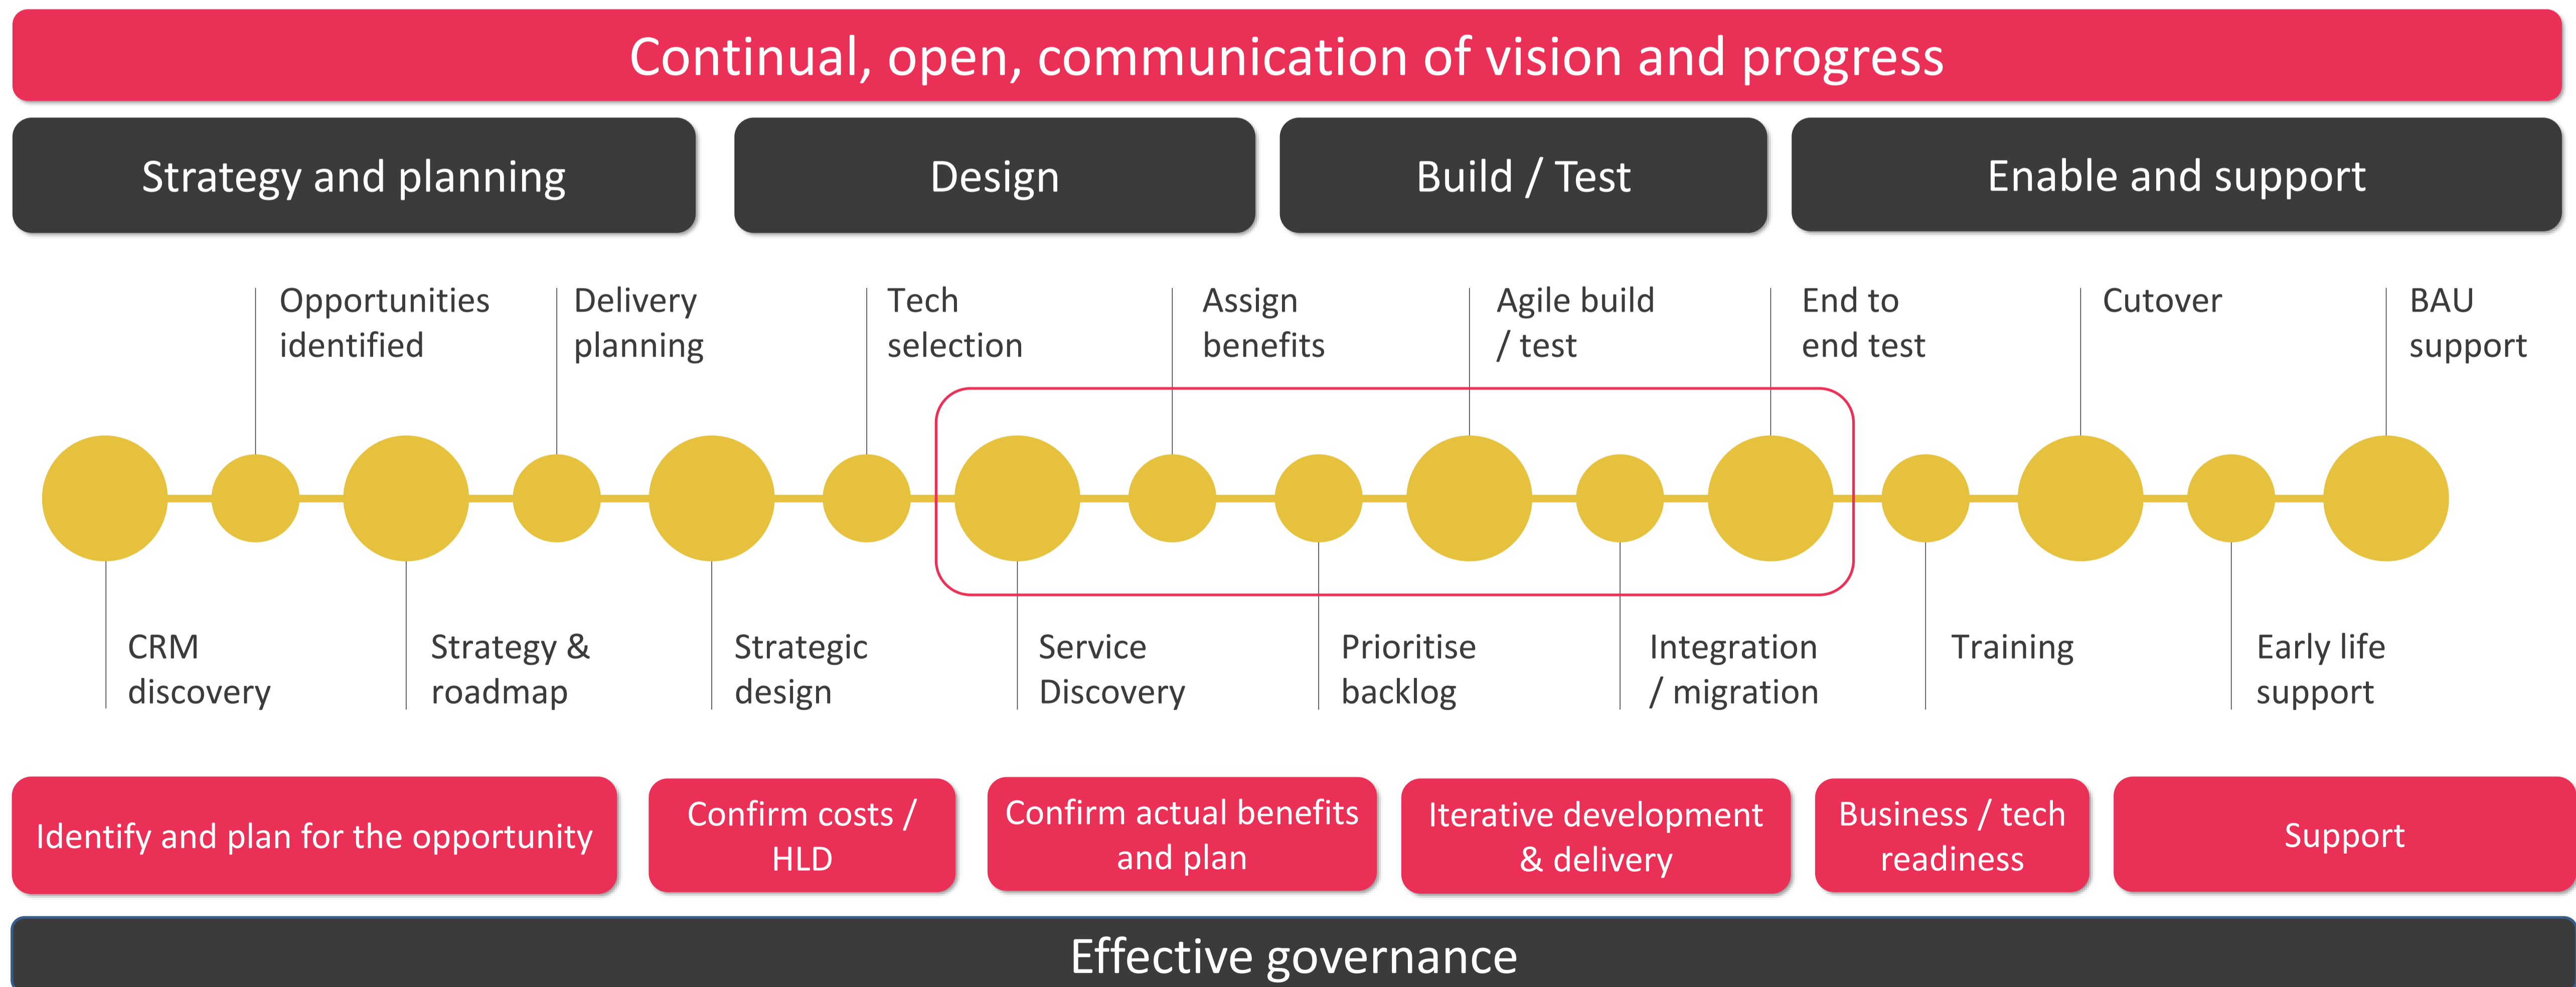 Continual, open, communication of vision and progress
Strategy and planning
Design
Build / Test
Enable and support
Opportunities
identified
Delivery
planning
Tech
selection
Assign
benefits
Agile build
/ test
End to
end test
Cutover
BAU
support
CRM
discovery
Strategy &
roadmap
Strategic
design
Service
Discovery
Prioritise
backlog
Integration
/ migration
Training
Early life
support
Identify and plan for the opportunity
Confirm costs /
HLD
Confirm actual benefits
and plan
Iterative development
& delivery
Business / tech
readiness
Support
Effective governance